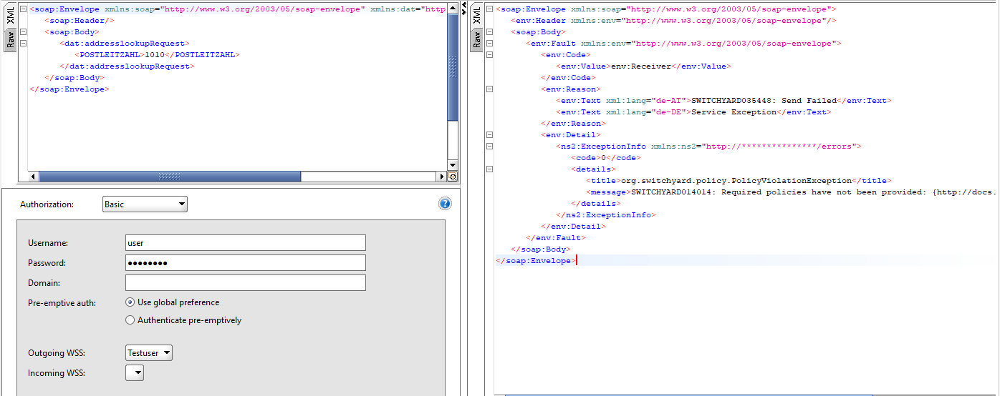 XML
Raw
<soap:Envelope xmlns:soap="http://www.w3.org/2003/05/soap-envelope" xmlns:dat="http
<soap:Header/>
<soap:Body>
<dat:addresslookupRequest>
<POSTLEITZAHL>1010</POSTLEITZAHL>
</dat:addresslookupRequest>
</soap:Body>
</soap:Envelope>
Authorization: Basic
Username: user
Password: ●●●●●●●●
Domain:
Pre-emptive auth: Use global preference
Authenticate pre-emptively
Outgoing WSS: Testuser
Incoming WSS:
XML
Raw
<soap:Envelope xmlns:soap="http://www.w3.org/2003/05/soap-envelope">
<env:Header xmlns:env="http://www.w3.org/2003/05/soap-envelope"/>
<soap:Body>
<env:Fault xmlns:env="http://www.w3.org/2003/05/soap-envelope">
<env:Code>
<env:Value>env:Receiver</env:Value>
</env:Code>
<env:Reason>
<env:Text xml:lang="de-AT">SWITCHYARD035448: Send Failed</env:Text>
<env:Text xml:lang="de-DE">Service Exception</env:Text>
</env:Reason>
<env:Detail>
<ns2:ExceptionInfo xmlns:ns2="http://***************/errors">
<code>0</code>
<details>
<title>org.switchyard.policy.PolicyViolationException</title>
<message>SWITCHYARD014014: Required policies have not been provided: {http://docs.
</details>
</ns2:ExceptionInfo>
</env:Detail>
</env:Fault>
</soap:Body>
</soap:Envelope>